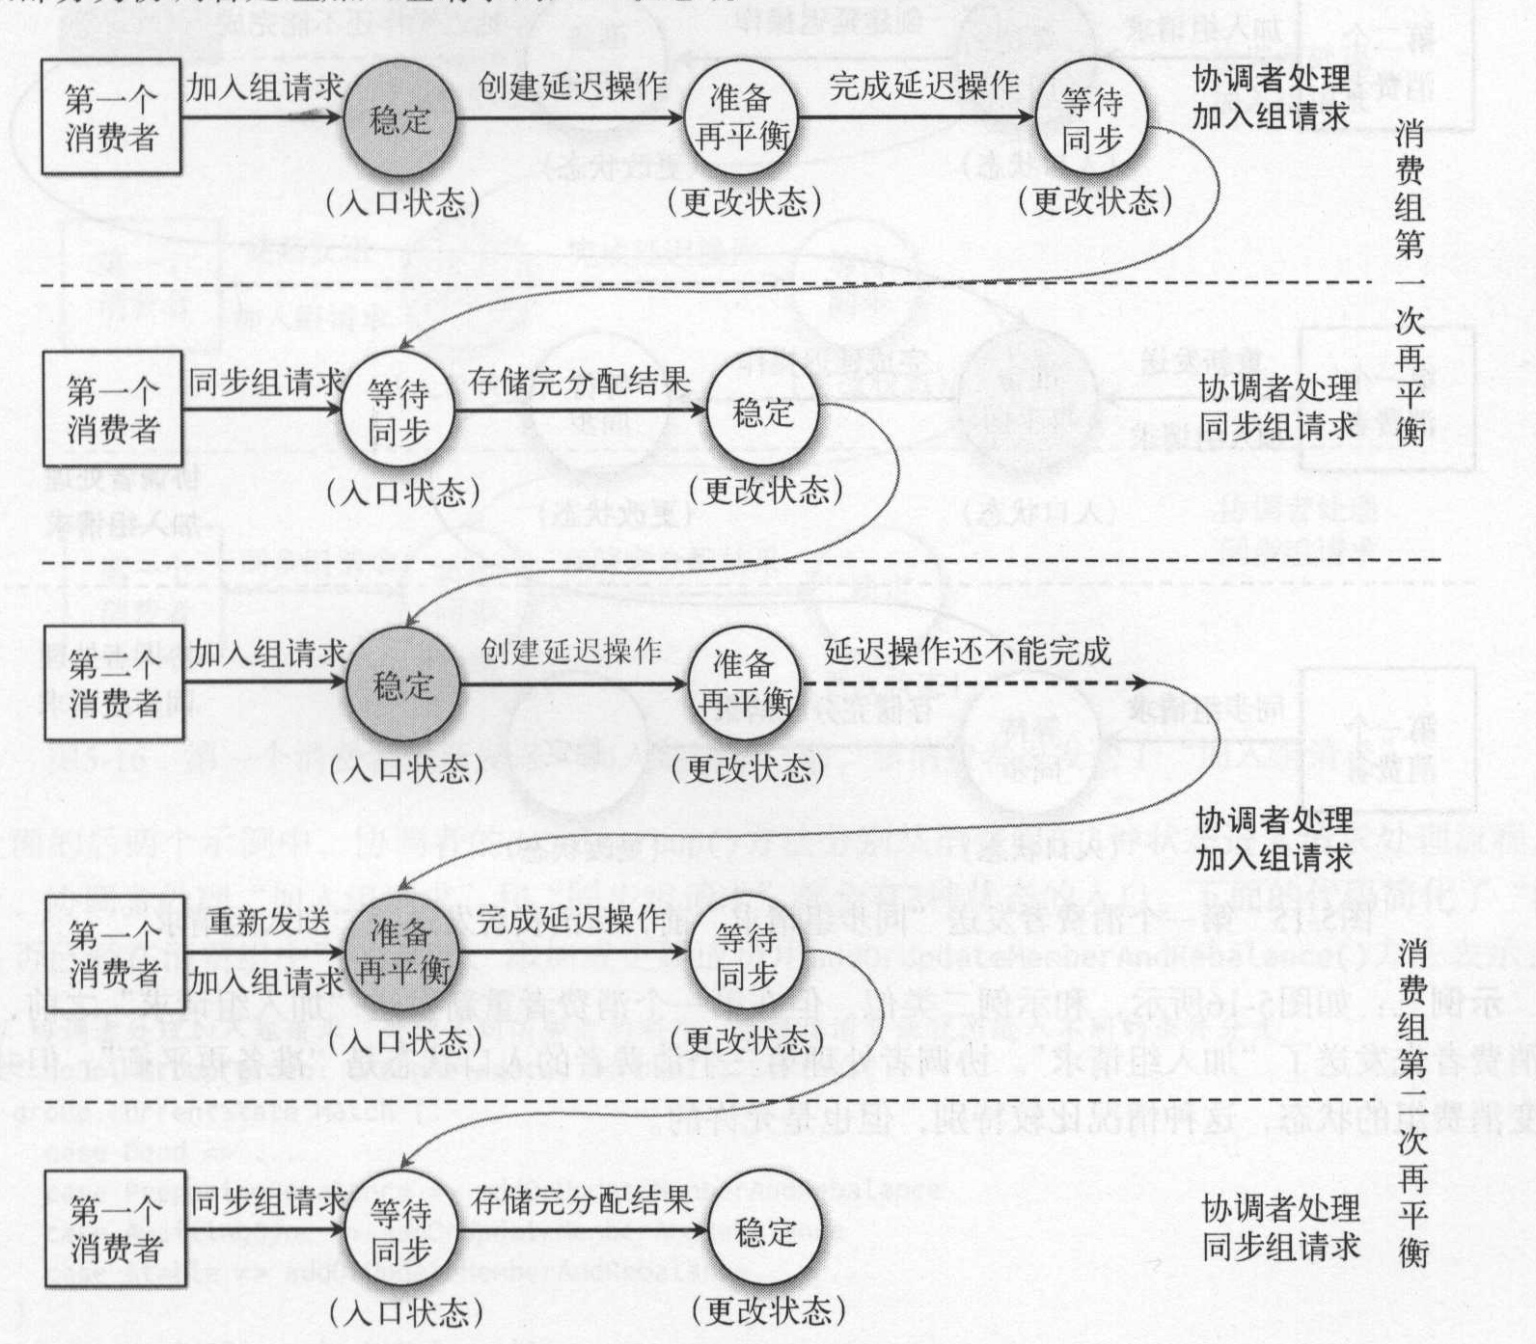 第一个
消费者
加入组请求
稳定
(入口状态)
创建延迟操作
准备
再平衡
(更改状态)
完成延迟操作
等待
同步
(更改状态)
协调者处理
加入组请求
消费组第一次再平衡
第一个
消费者
同步组请求
等待
同步
(入口状态)
存储完分配结果
稳定
(更改状态)
协调者处理
同步组请求
第二个
消费者
加入组请求
稳定
(入口状态)
创建延迟操作
准备
再平衡
(更改状态)
延迟操作还不能完成
协调者处理
加入组请求
第一个
消费者
重新发送
加入组请求
准备
再平衡
(入口状态)
完成延迟操作
等待
同步
(更改状态)
消费组第二次再平衡
第一个
消费者
同步组请求
等待
同步
(入口状态)
存储完分配结果
稳定
(更改状态)
协调者处理
同步组请求